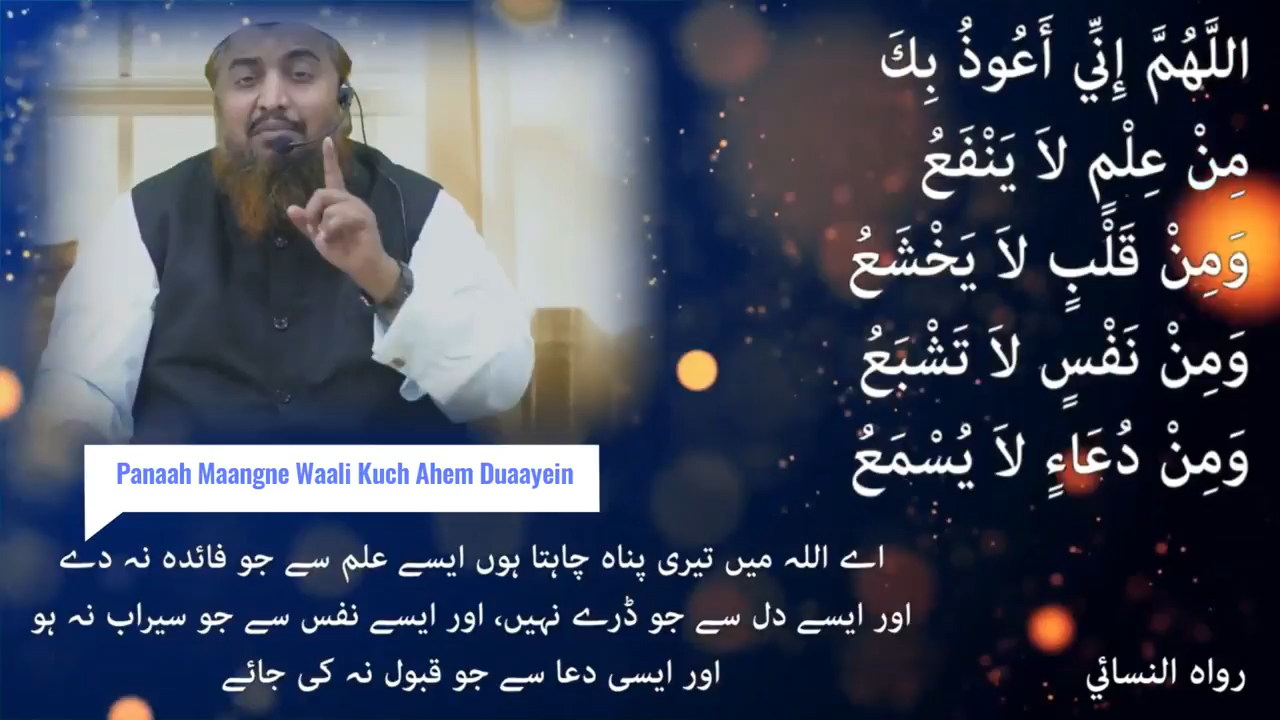 اللَّهُمَّ إِنِّي أَعُوذُ بِكَ
مِنْ عِلْمٍ لاَ يَنْفَعُ
وَمِنْ قَلْبٍ لاَ يَخْشَعُ
وَمِنْ نَفْسٍ لاَ تَشْبَعُ
وَمِنْ دُعَاءٍ لاَ يُسْمَعُ
Panaah Maangne Waali Kuch Ahem Duaayein
اے اللہ میں تیری پناہ چاہتا ہوں ایسے علم سے جو فائدہ نہ دے
اور ایسے دل سے جو ڈرے نہیں، اور ایسے نفس سے جو سیراب نہ ہو
اور ایسی دعا سے جو قبول نہ کی جائے
رواه النسائي